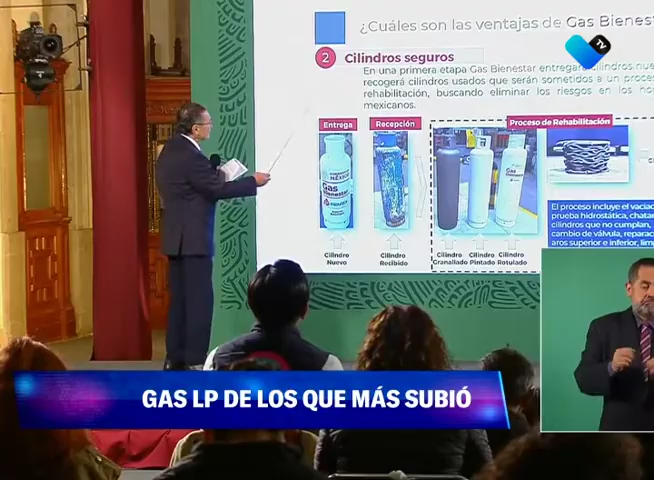 ¿Cuáles son las ventajas de Gas Bienest
TV
2 Cilindros seguros
En una primera etapa Gas Bienestar entregará cilindros nue
recogerá cilindros usados que serán sometidos a un proces
rehabilitación, buscando eliminar los riesgos en los ho
mexicanos.
Entrega
Recepción
Proceso de Rehabilitación
MÉXICO
Gas
Bienestar
Cilindro
Nuevo
Cilindro
Recibido
Cilindro
Granallado
Cilindro
Pintado
Cilindro
Rotulado
El proceso incluye el vaciad
prueba hidrostática, chatar
cilindros que no cumplan,
cambio de válvula, reparac
aros superior e inferior, lim
GAS LP DE LOS QUE MÁS SUBIÓ